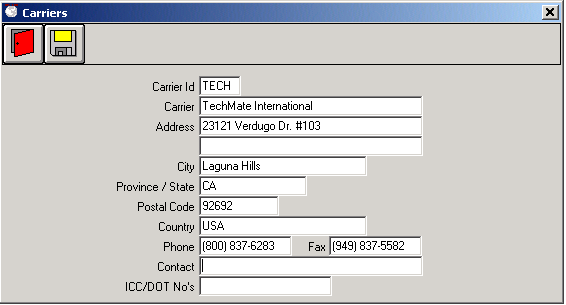 Carriers
Carrier Id TECH
Carrier TechMate International
Address 23121 Verdugo Dr. #103
City Laguna Hills
Province / State CA
Postal Code 92692
Country USA
Phone (800) 837-6283 Fax (949) 837-5582
Contact
ICC/DOT No's